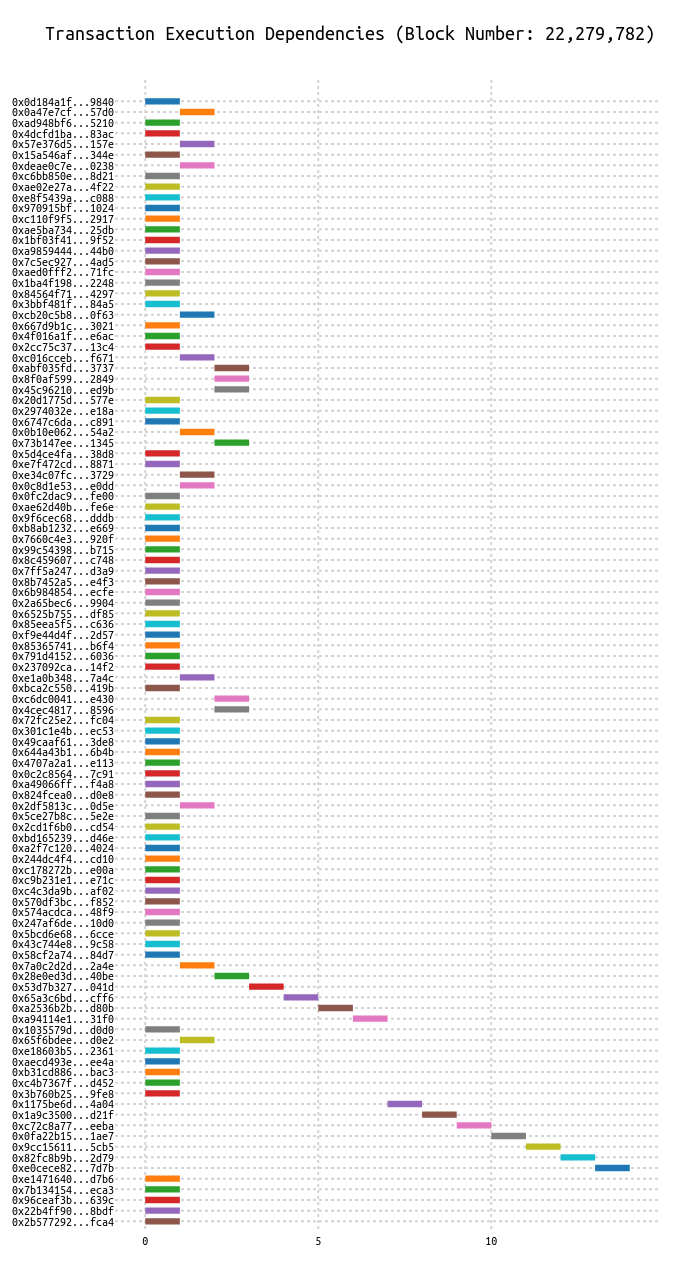 Transaction Execution Dependencies (Block Number: 22,279,782)
0x0d184a1f...9840
0x0a47e7cf...57d0
0xad948bf6...5210
0x4dcfd1ba...83ac
0x57e376d5...157e
0x15a546af...344e
0xdeae0c7e...0238
0xc6bb850e...8d21
0xae02e27a...4f22
0xe8f5439a...c088
0x970915bf...1024
0xc110f9f5...2917
0xae5ba734...25db
0x1bf03f41...9f52
0xa9859444...44b0
0x7c5ec927...4ad5
0xaed0fff2...71fc
0x1ba4f198...2248
0x84564f71...4297
0x3bbf481f...84a5
0xcb20c5b8...0f63
0x667d9b1c...3021
0x4f016a1f...e6ac
0x2cc75c37...13c4
0xc016cceb...f671
0xabf035fd...3737
0x8f0af599...2849
0x45c96210...ed9b
0x20d1775d...577e
0x2974032e...e18a
0x6747c6da...c891
0x0b10e062...54a2
0x73b147ee...1345
0x5d4ce4fa...38d8
0xe7f472cd...8871
0xe34c07fc...3729
0x0c8d1e53...e0dd
0x0fc2dac9...fe00
0xae62d40b...fe6e
0x9f6cec68...dddb
0xb8ab1232...e669
0x7660c4e3...920f
0x99c54398...b715
0x8c459607...c748
0x7ff5a247...d3a9
0x8b7452a5...e4f3
0x6b984854...ecfe
0x2a65bec6...9904
0x6525b755...df85
0x85eea5f5...c636
0xf9e44d4f...2d57
0x85365741...b6f4
0x791d4152...6036
0x237092ca...14f2
0xe1a0b348...7a4c
0xbca2c550...419b
0xc6dc0041...e430
0x4cec4817...8596
0x72fc25e2...fc04
0x301c1e4b...ec53
0x49caaf61...3de8
0x644a43b1...6b4b
0x4707a2a1...e113
0x0c2c8564...7c91
0xa49066ff...f4a8
0x824fcea0...d0e8
0x2df5813c...0d5e
0x5ce27b8c...5e2e
0x2cd1f6b0...cd54
0xbd165239...d46e
0xa2f7c120...4024
0x244dc4f4...cd10
0xc178272b...e00a
0xc9b231e1...e71c
0xc4c3da9b...af02
0x570df3bc...f852
0x574acdca...48f9
0x247af6de...10d0
0x5bcd6e68...6cce
0x43c744e8...9c58
0x58cf2a74...84d7
0x7a0c2d2d...2a4e
0x28e0ed3d...40be
0x53d7b327...041d
0x65a3c6bd...cff6
0xa2536b2b...d80b
0xa94114e1...31f0
0x1035579d...d0d0
0x65f6bdee...d0e2
0xe18603b5...2361
0xaecd493e...ee4a
0xb31cd886...bac3
0xc4b7367f...d452
0x3b760b25...9fe8
0x1175be6d...4a04
0x1a9c3500...d21f
0xc72c8a77...eeba
0x0fa22b15...1ae7
0x9cc15611...5cb5
0x82fc8b9b...2d79
0xe0cece82...7d7b
0xe1471640...d7b6
0x7b134154...eca3
0x96ceaf3b...639c
0x22b4ff90...8bdf
0x2b577292...fca4
0 5 10